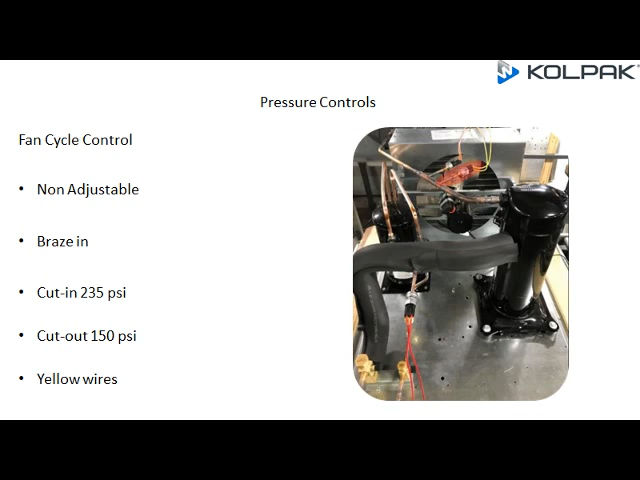 KOLPAK
Pressure Controls
Fan Cycle Control
• Non Adjustable
• Braze in
• Cut-in 235 psi
• Cut-out 150 psi
• Yellow wires